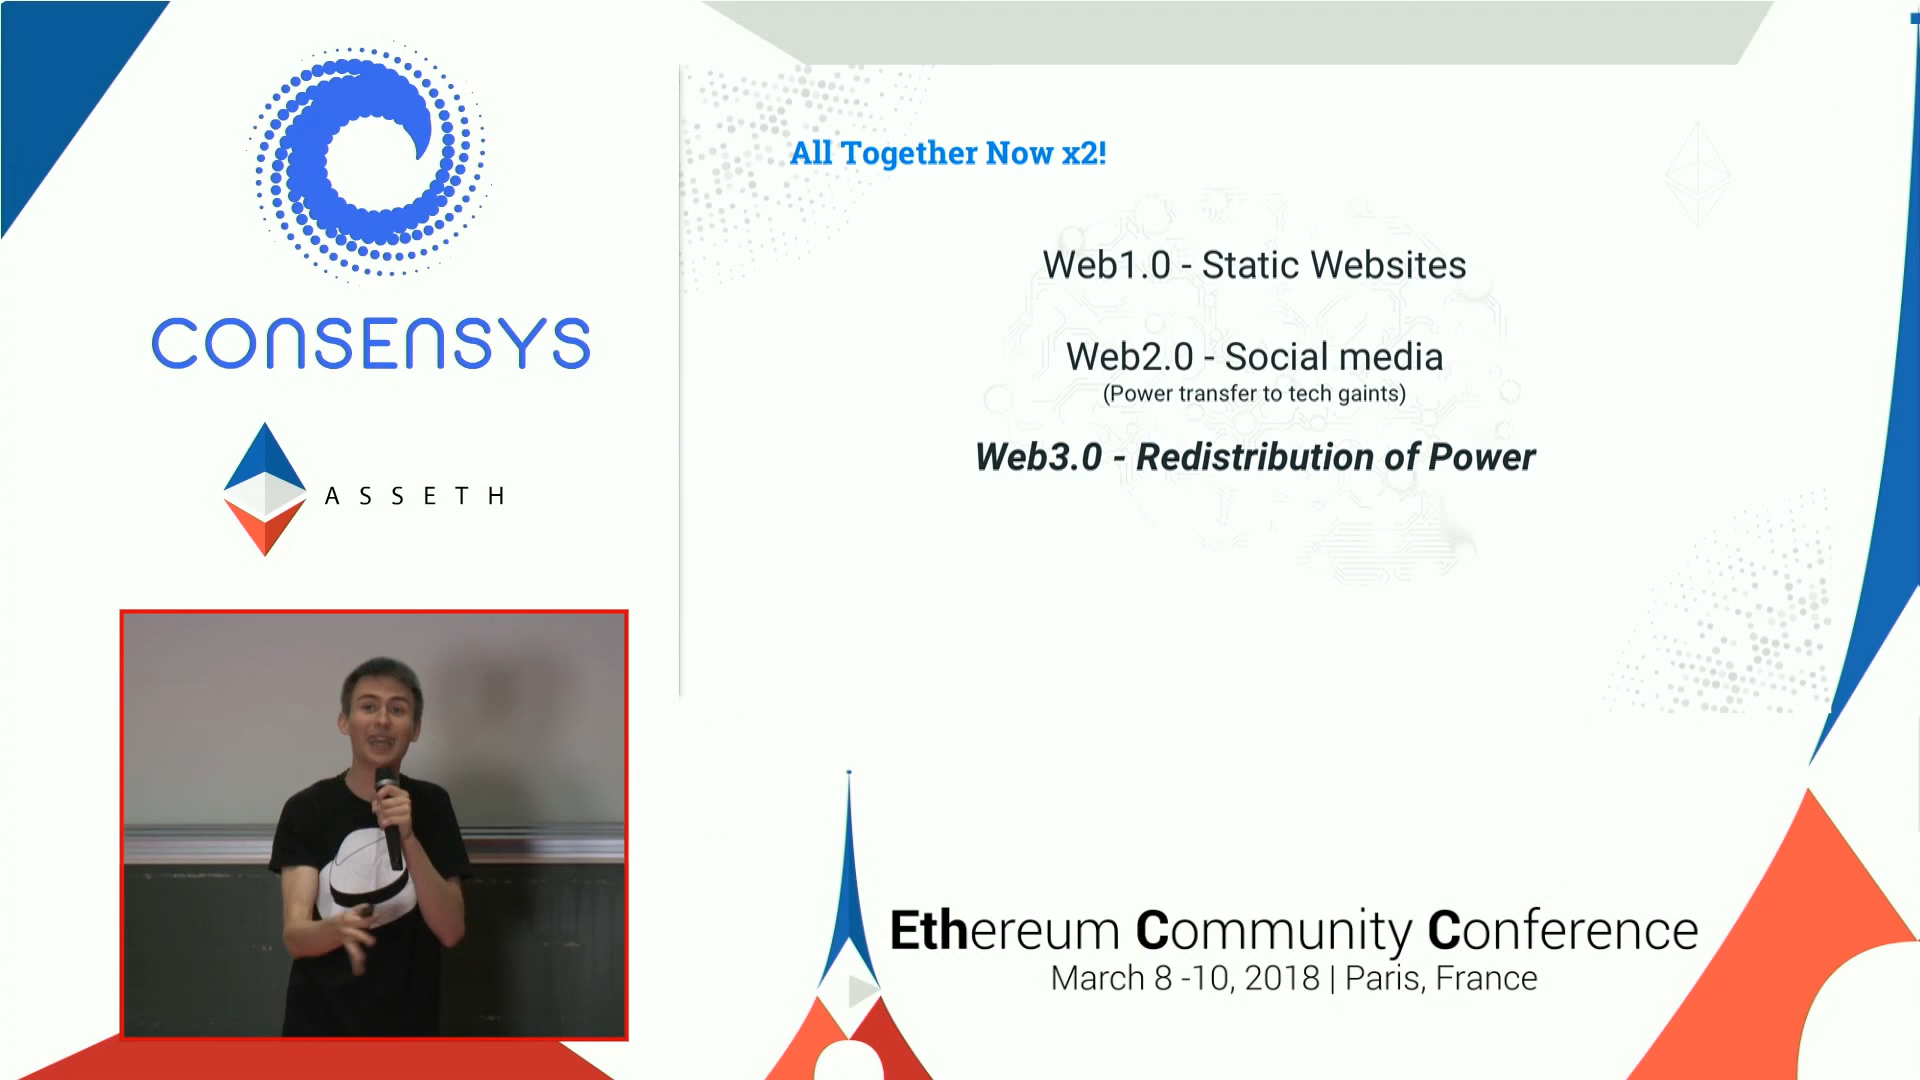 CONSENSYS
ASSETH
All Together Now x2!
Web1.0 - Static Websites
Web2.0 - Social media
(Power transfer to tech gaints)
Web3.0 - Redistribution of Power
Ethereum Community Conference
March 8 -10, 2018 | Paris, France